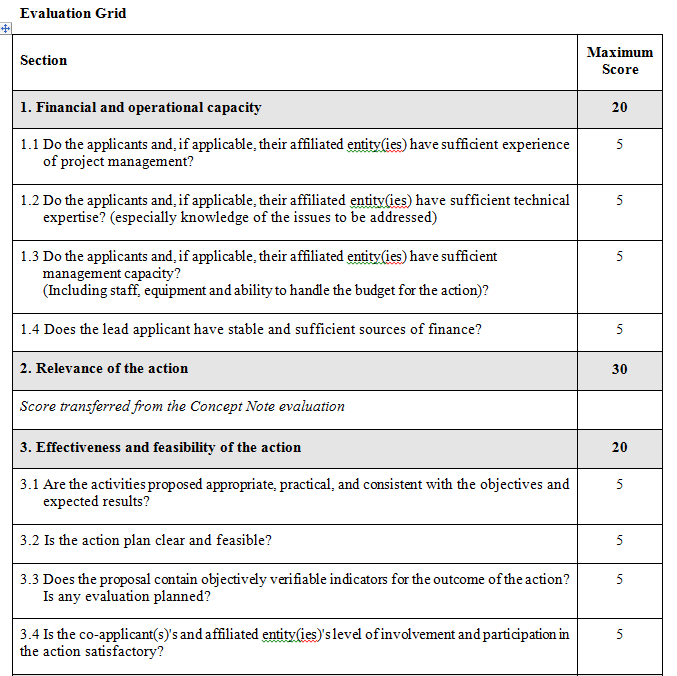 Evaluation Grid
Section
Maximum
Score
1. Financial and operational capacity
20
1.1 Do the applicants and, if applicable, their affiliated entity(ies) have sufficient experience
of project management?
5
1.2 Do the applicants and, if applicable, their affiliated entity(ies) have sufficient technical
expertise? (especially knowledge of the issues to be addressed)
5
1.3 Do the applicants and, if applicable, their affiliated entity(ies) have sufficient
management capacity?
(Including staff, equipment and ability to handle the budget for the action)?
5
1.4 Does the lead applicant have stable and sufficient sources of finance?
5
2. Relevance of the action
30
Score transferred from the Concept Note evaluation
3. Effectiveness and feasibility of the action
20
3.1 Are the activities proposed appropriate, practical, and consistent with the objectives and
expected results?
5
3.2 Is the action plan clear and feasible?
5
3.3 Does the proposal contain objectively verifiable indicators for the outcome of the action?
Is any evaluation planned?
5
3.4 Is the co-applicant(s)'s and affiliated entity(ies)'s level of involvement and participation in
the action satisfactory?
5